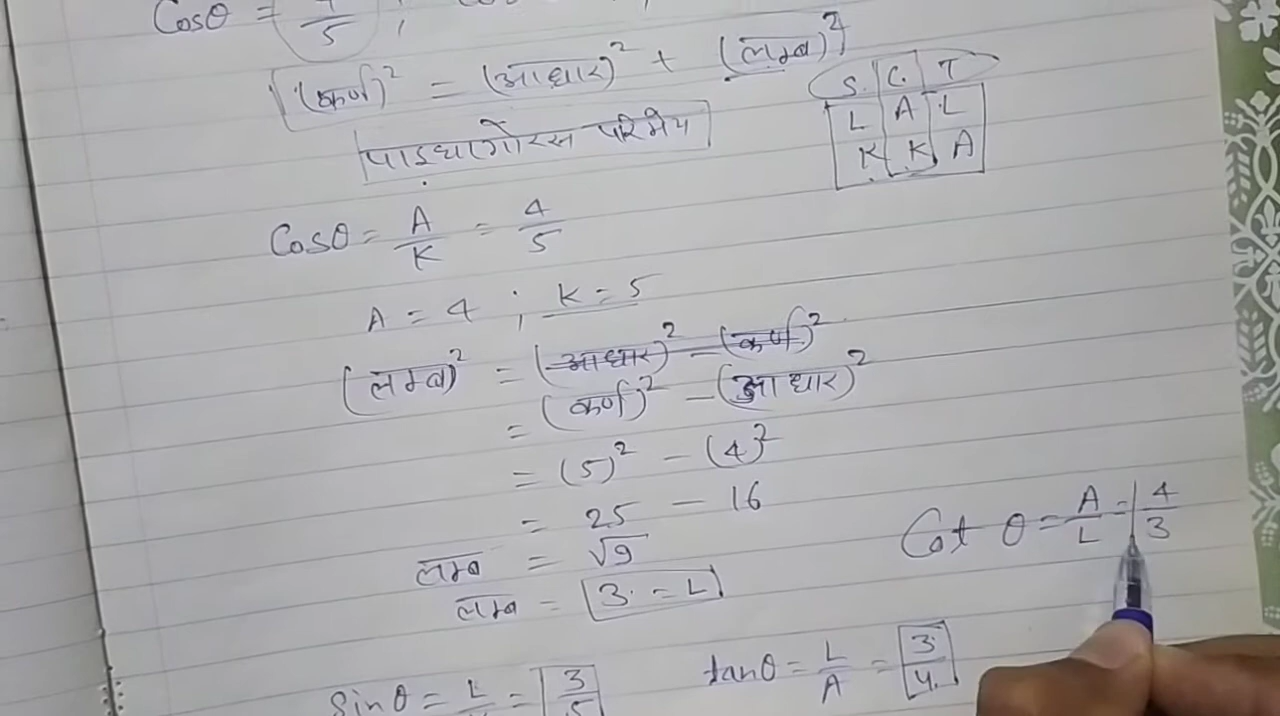 Cosθ = 4/5 ;
(कर्ण)² = (आधार)² + (लम्ब)²
S. C. T
L A L
K K A
पाइथागोरस परिमेय
Cosθ = A/K = 4/5
A = 4 ; K = 5
(लम्ब)² = (आधार)² - (कर्ण)²
= (कर्ण)² - (आधार)²
= (5)² - (4)²
= 25 - 16
लम्ब = √9
लम्ब = 3. = L
Cot θ = A/L = 4/3
tanθ = L/A = 3/4.
Sinθ = L/K = 3/5